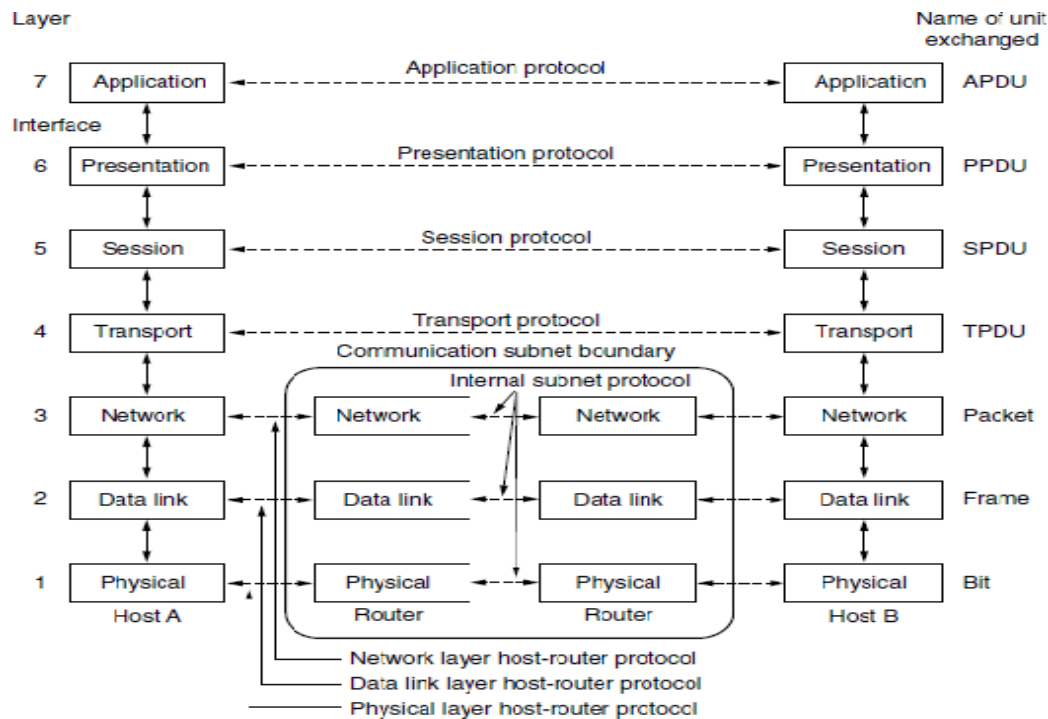 Layer
Name of unit
exchanged
Application protocol
7 Application Application APDU
Interface
Presentation protocol
6 Presentation Presentation PPDU
Session protocol
5 Session Session SPDU
Transport protocol
4 Transport Transport TPDU
Communication subnet boundary
Internal subnet protocol
3 Network Network Network Network Packet
2 Data link Data link Data link Data link Frame
1 Physical Physical Physical Physical Bit
Host A Router Router Host B
Network layer host-router protocol
Data link layer host-router protocol
Physical layer host-router protocol